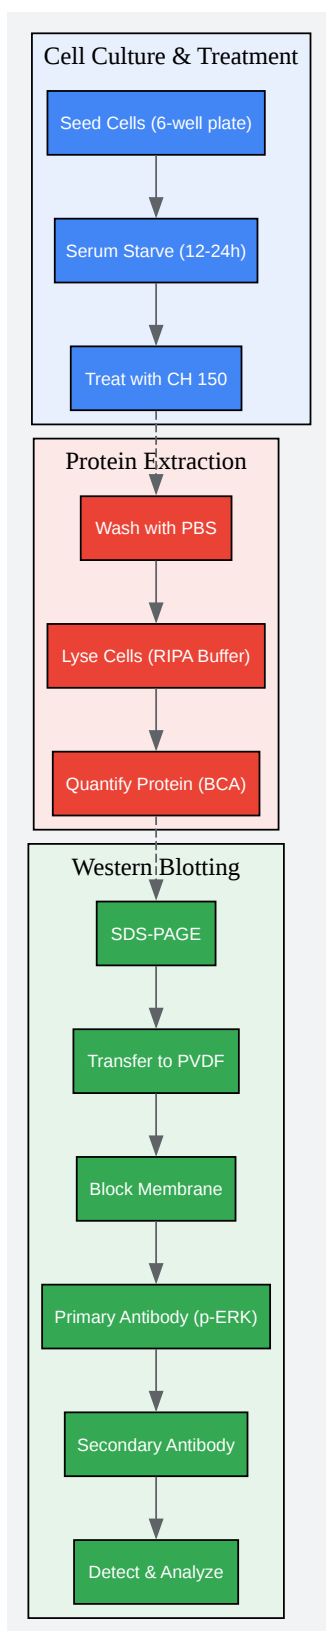 Cell Culture & Treatment
Seed Cells (6-well plate)
Serum Starve (12-24h)
Treat with CH 150
Protein Extraction
Wash with PBS
Lyse Cells (RIPA Buffer)
Quantify Protein (BCA)
Western Blotting
SDS-PAGE
Transfer to PVDF
Block Membrane
Primary Antibody (p-ERK)
Secondary Antibody
Detect & Analyze